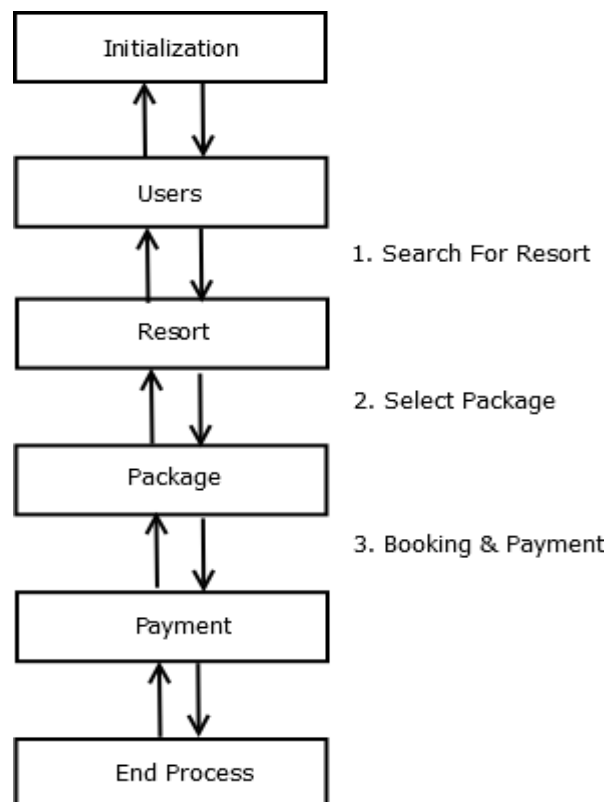 Initialization
Users
1. Search For Resort
Resort
2. Select Package
Package
3. Booking & Payment
Payment
End Process